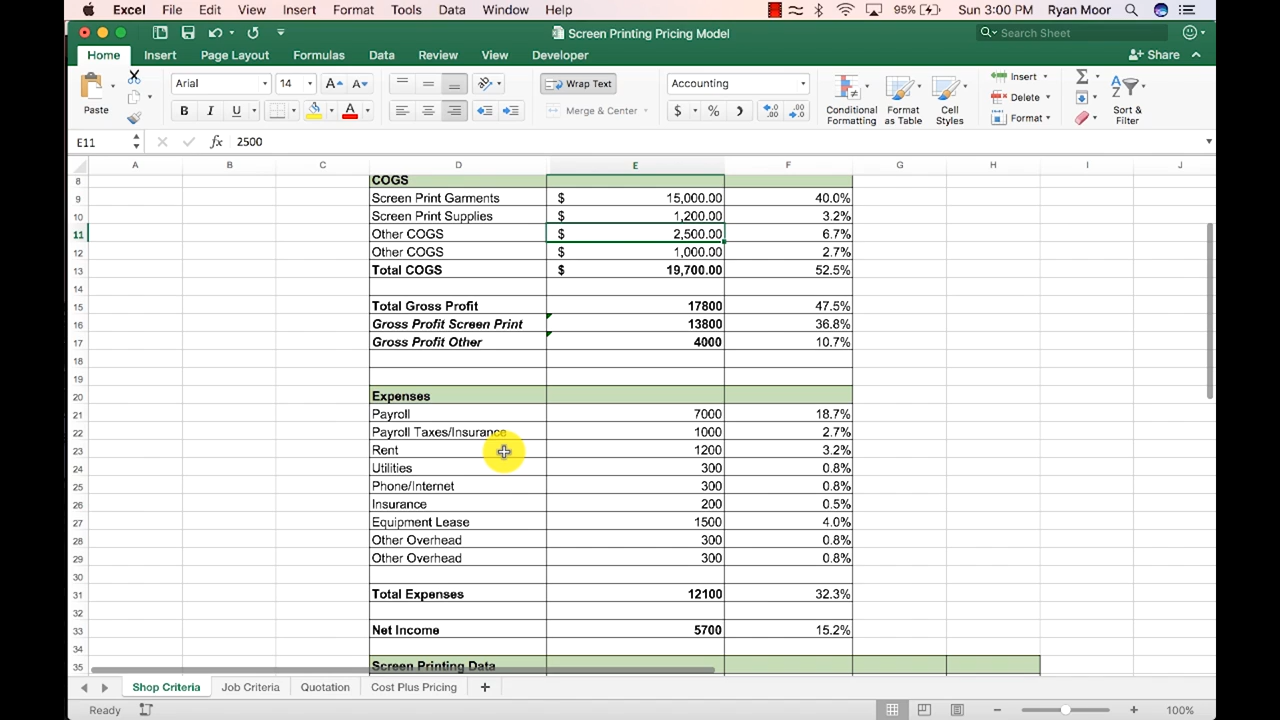 Excel File Edit View Insert Format Tools Data Window Help 95% Sun 3:00 PM Ryan Moor
Screen Printing Pricing Model Search Sheet
Home Insert Page Layout Formulas Data Review View Developer Share
Paste Arial 14 A A Wrap Text Accounting Conditional Formatting Format as Table Cell Styles Insert Σ Sort & Filter
B I U A Merge & Center $ % Delete
Format
E11 fx 2500
A B C D E F G H I J
8 COGS
9 Screen Print Garments $ 15,000.00 40.0%
10 Screen Print Supplies $ 1,200.00 3.2%
11 Other COGS $ 2,500.00 6.7%
12 Other COGS $ 1,000.00 2.7%
13 Total COGS $ 19,700.00 52.5%
14
15 Total Gross Profit 17800 47.5%
16 Gross Profit Screen Print 13800 36.8%
17 Gross Profit Other 4000 10.7%
18
19
20 Expenses
21 Payroll 7000 18.7%
22 Payroll Taxes/Insurance 1000 2.7%
23 Rent 1200 3.2%
24 Utilities 300 0.8%
25 Phone/Internet 300 0.8%
26 Insurance 200 0.5%
27 Equipment Lease 1500 4.0%
28 Other Overhead 300 0.8%
29 Other Overhead 300 0.8%
30
31 Total Expenses 12100 32.3%
32
33 Net Income 5700 15.2%
34
35 Screen Printing Data
Shop Criteria Job Criteria Quotation Cost Plus Pricing +
Ready 100%